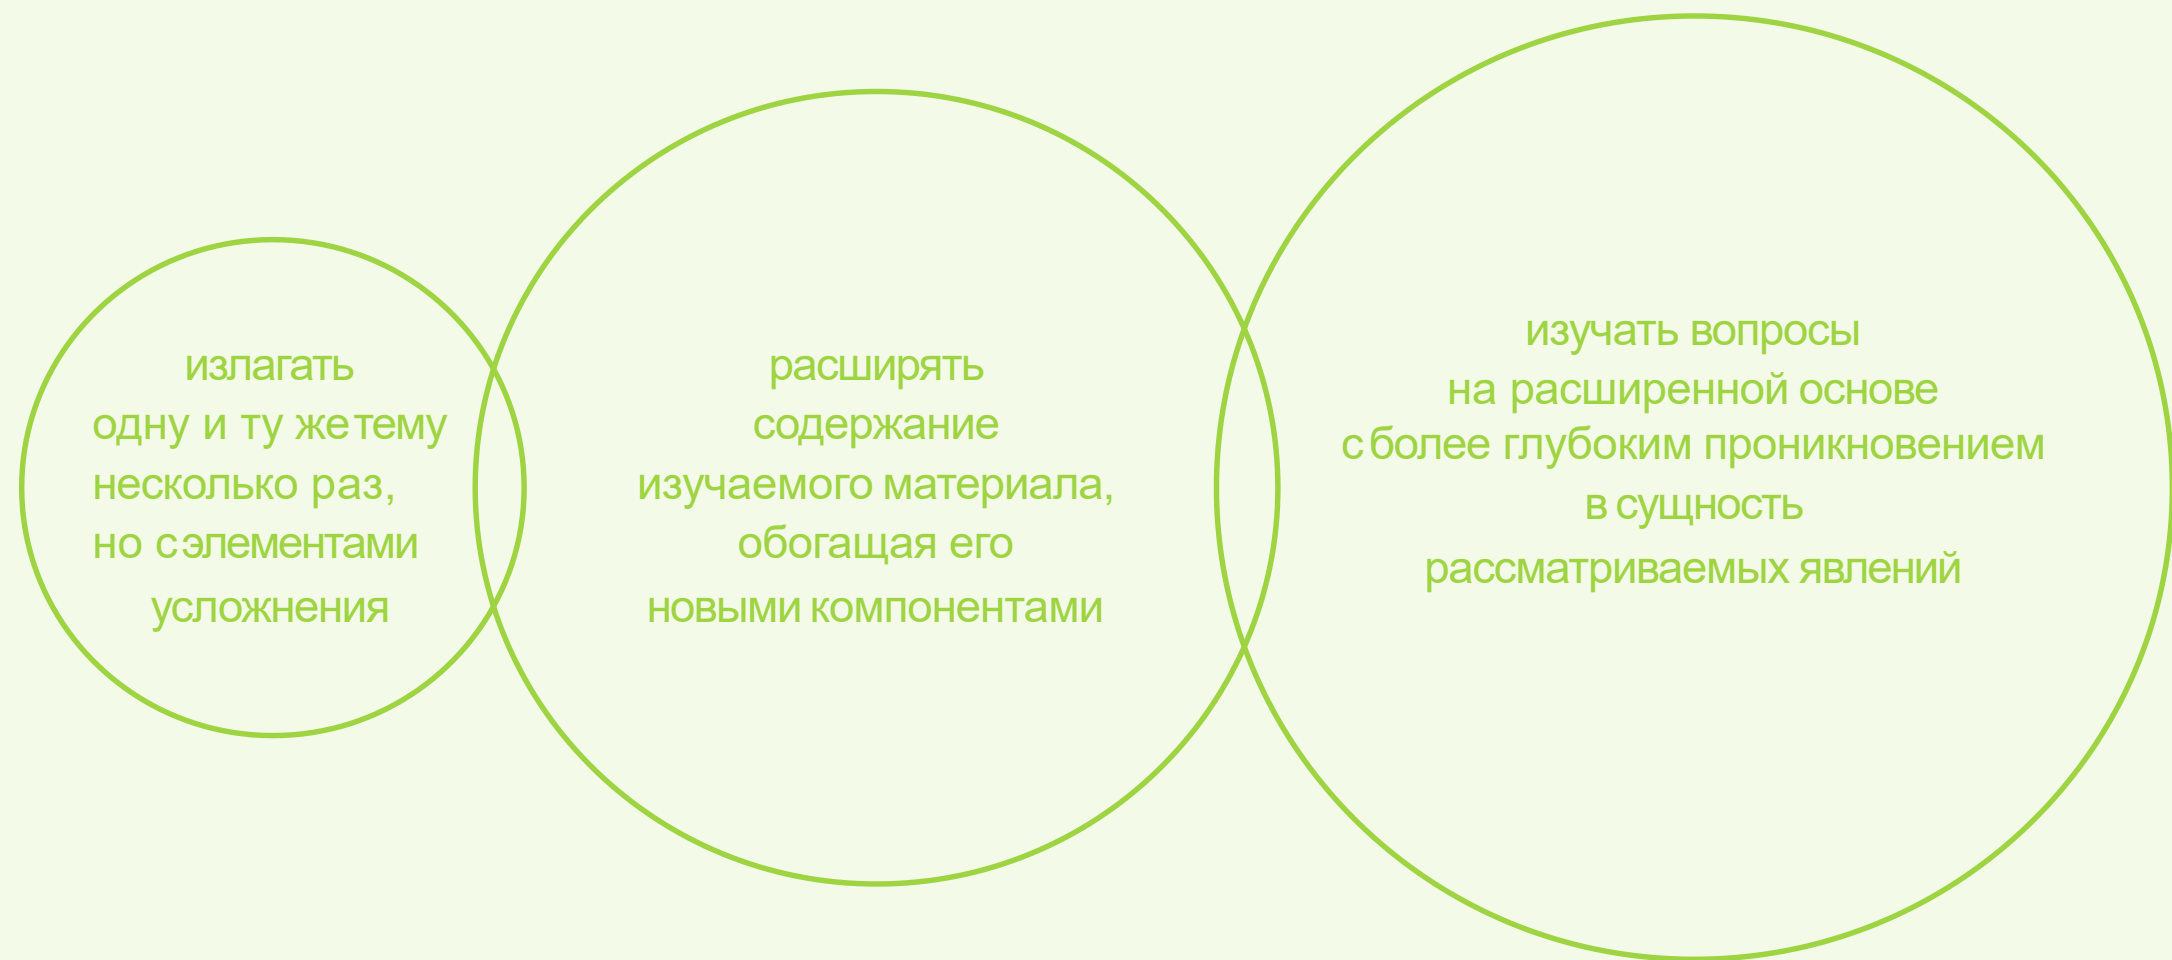 излагать
одну и ту же тему
несколько раз,
но с элементами
усложнения
расширять
содержание
изучаемого материала,
обогащая его
новыми компонентами
изучать вопросы
на расширенной основе
с более глубоким проникновением
в сущность
рассматриваемых явлений